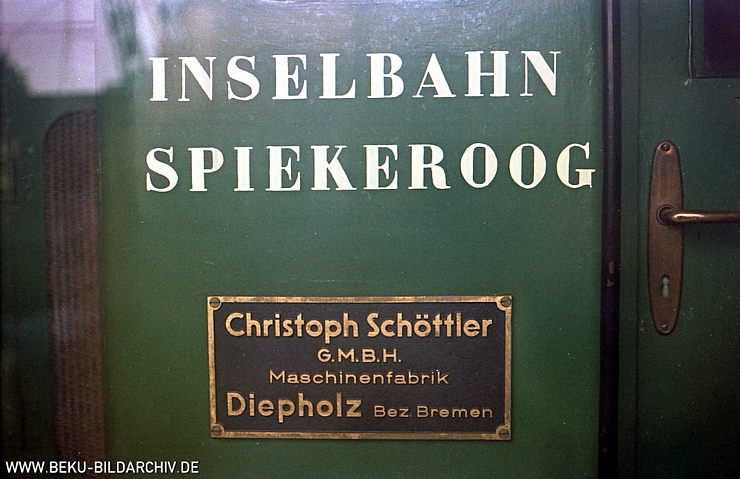 INSELBAHN
SPIEKEROOG
Christoph Schöttler
G.M.B.H.
Maschinenfabrik
Diepholz Bez. Bremen
WWW.BEKU-BILDARCHIV.DE